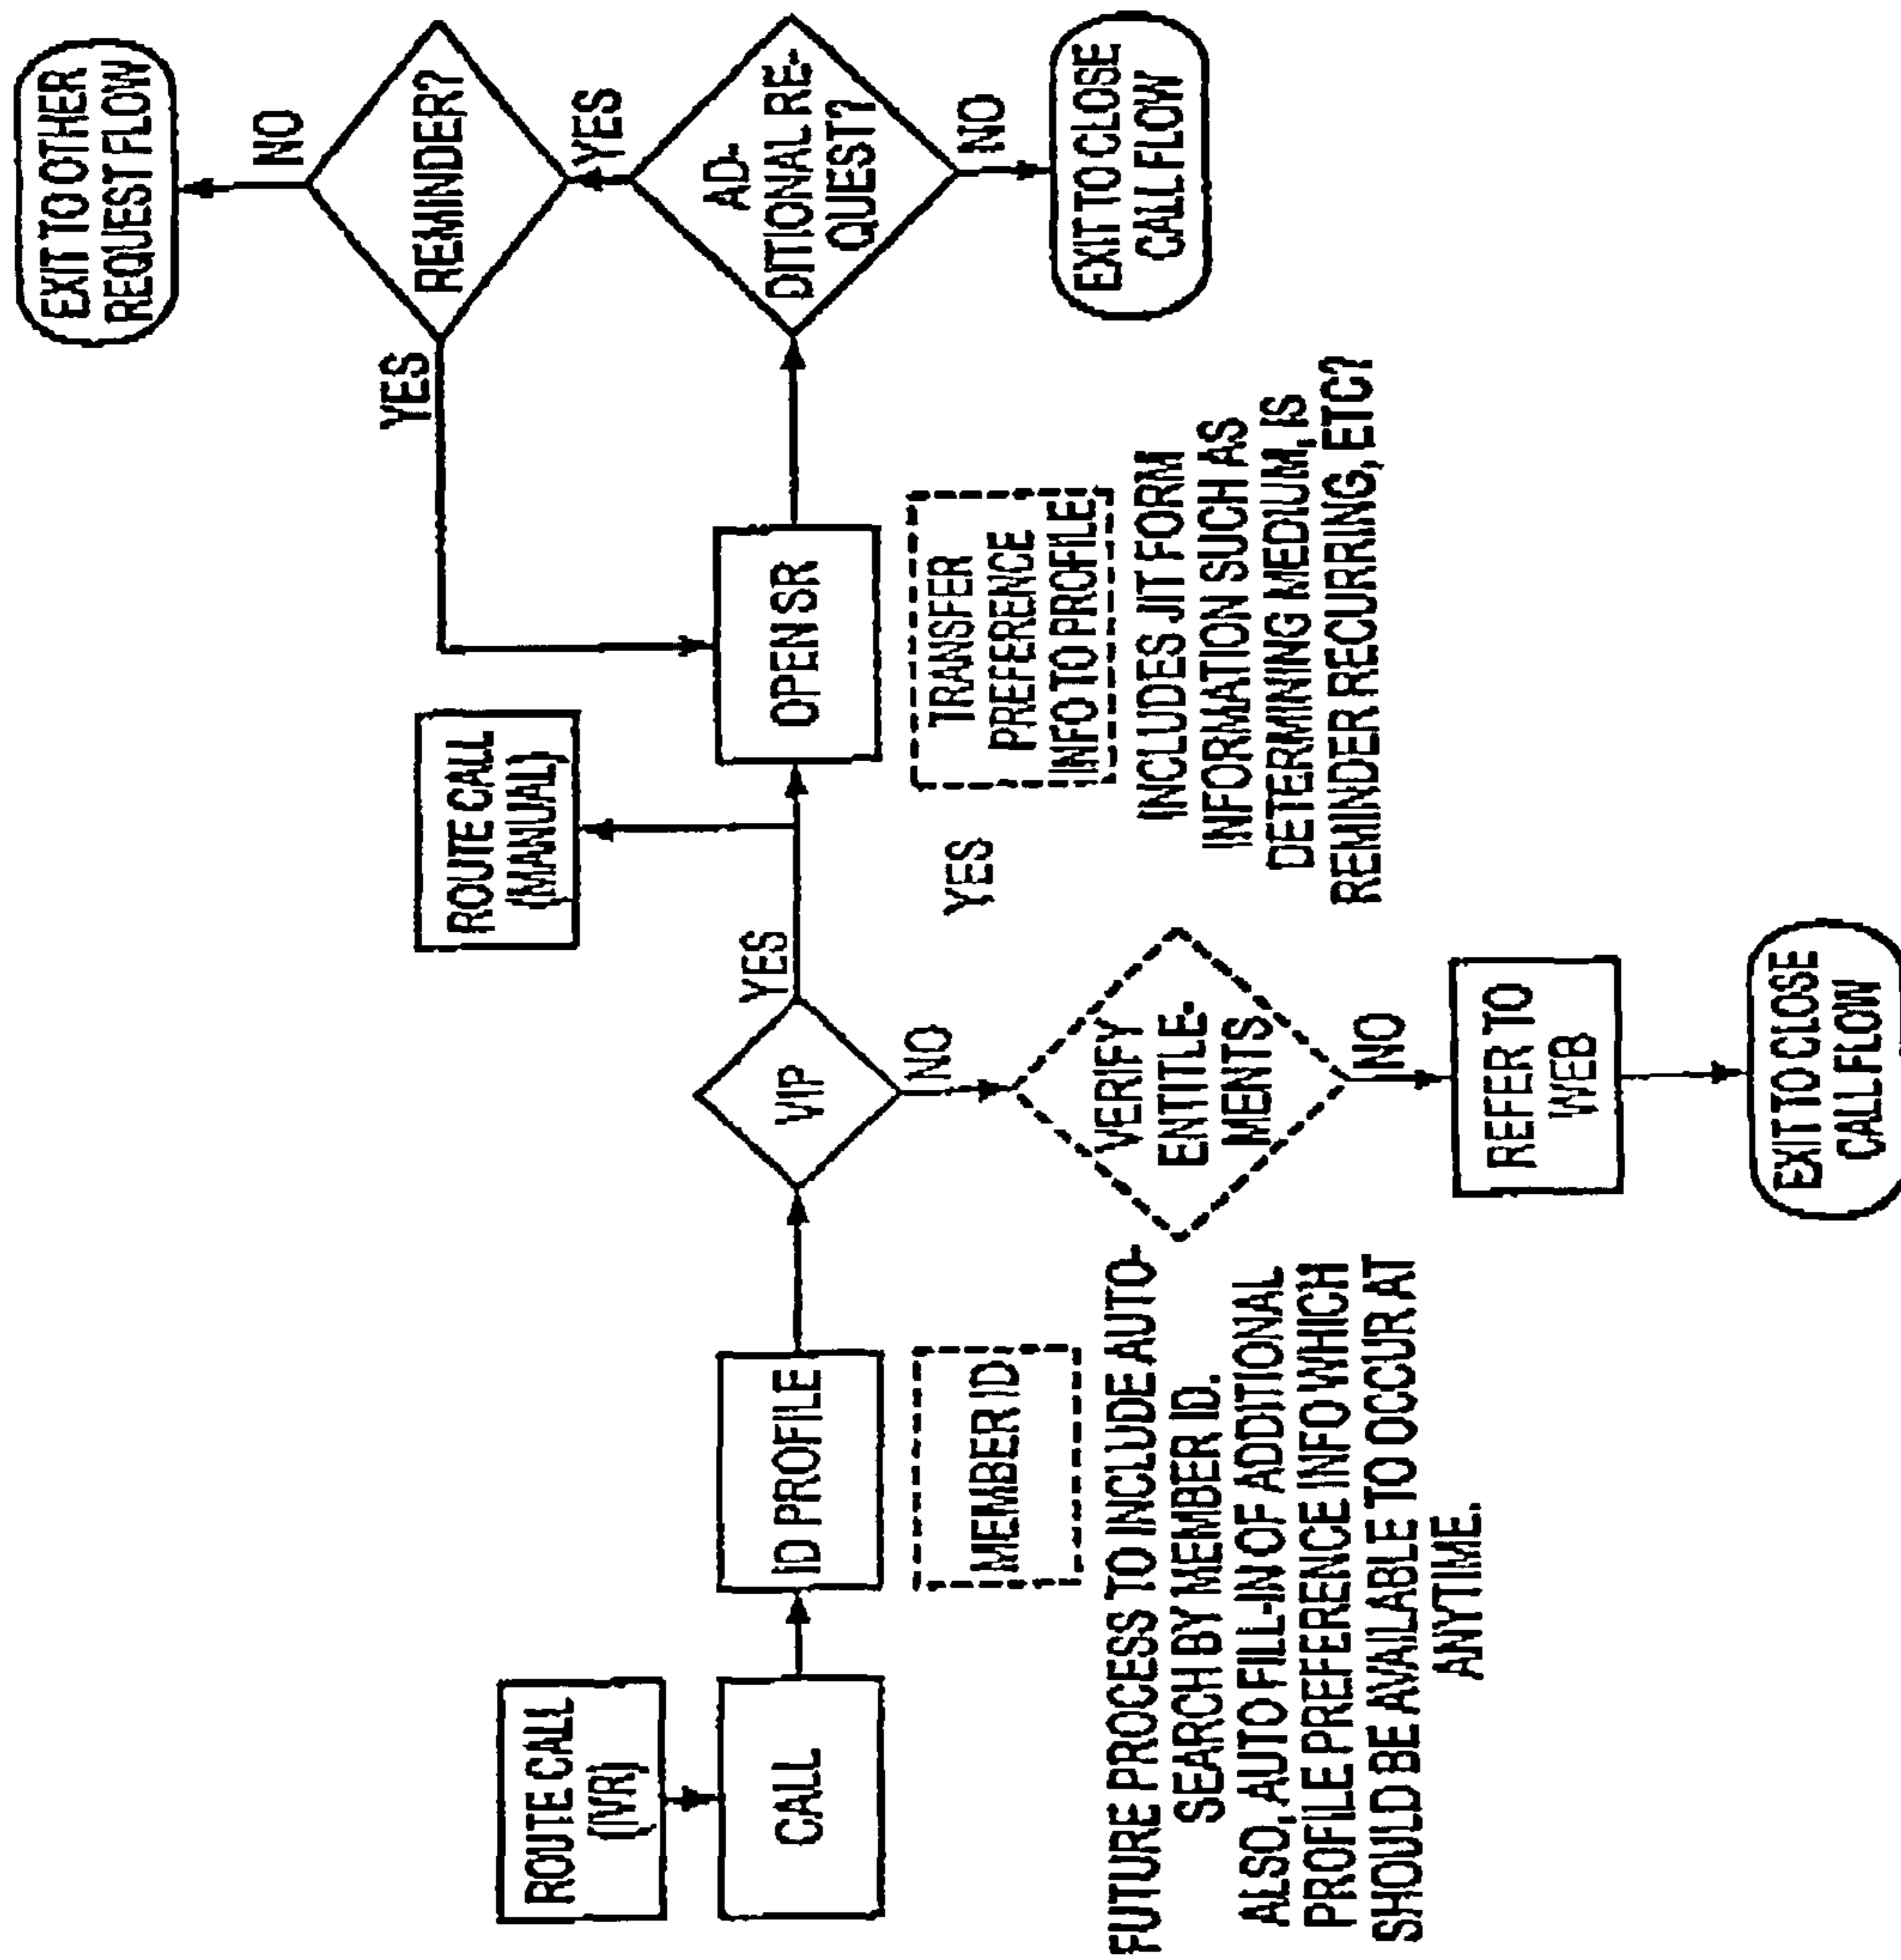 ROUTE CALL
(IVR)
CALL
ID PROFILE
MEMBER ID
FUTURE PROCESS TO INCLUDE AUTO-
SEARCH BY MEMBER ID.
ALSO, AUTO FILL-IN OF ADDITIONAL
PROFILE PREFERENCE INFO WHICH
SHOULD BE AVAILABLE TO OCCUR AT
ANYTIME.
VIP
YES
NO
VERIFY
ENTITLE-
MENTS
NO
REFER TO
WEB
EXIT TO CLOSE
CALL FLOW
YES
ROUTE CALL
(MANUAL)
OPEN SR
TRANSFER
PREFERENCE
INFO TO PROFILE
INCLUDES JIT FORM
INFORMATION SUCH AS
DETERMINING MEDIUM, IS
REMINDER RECURRING, ETC?
AD-
DITIONAL RE-
QUEST?
NO
EXIT TO CLOSE
CALL FLOW
YES
REMINDER?
YES
NO
EXIT TO OTHER
REQUEST FLOW